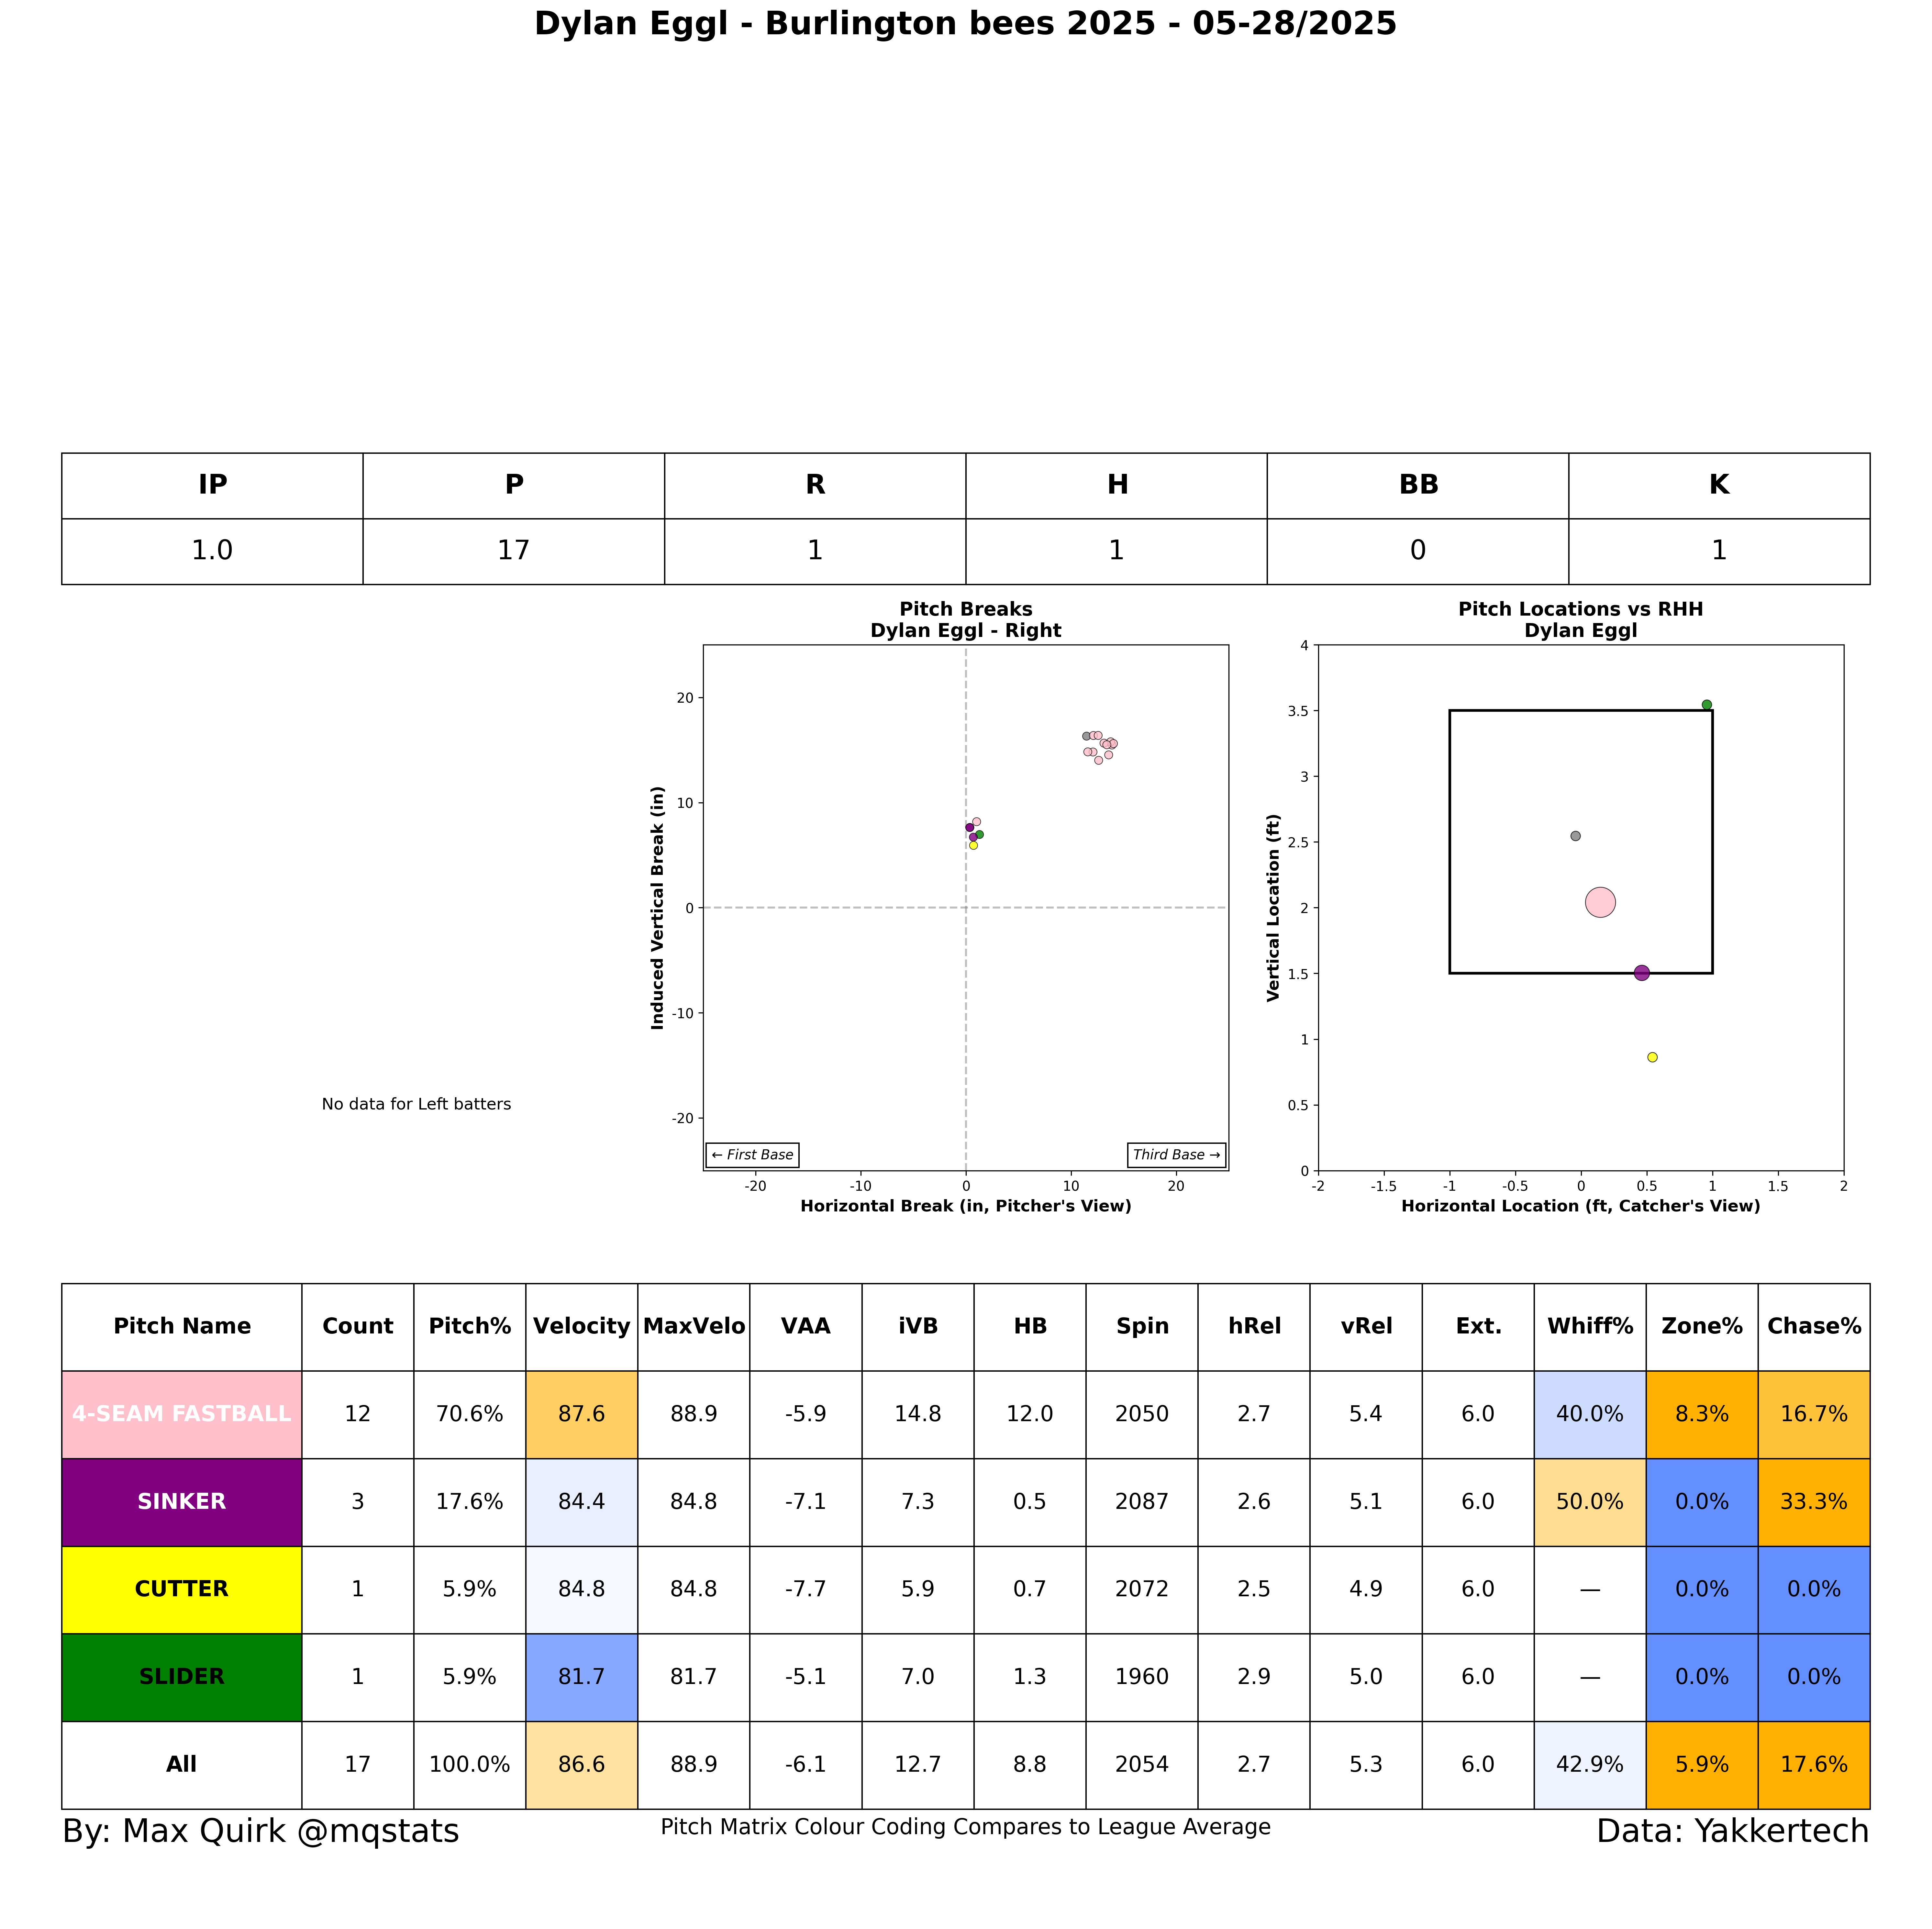 Dylan Eggl - Burlington bees 2025 - 05-28/2025
IP P R H BB K
1.0 17 1 1 0 1
No data for Left batters
Pitch Breaks
Dylan Eggl - Right
Induced Vertical Break (in)
20
10
0
-10
-20
← First Base Third Base →
-20 -10 0 10 20
Horizontal Break (in, Pitcher's View)
Pitch Locations vs RHH
Dylan Eggl
Vertical Location (ft)
4
3.5
3
2.5
2
1.5
1
0.5
0
-2 -1.5 -1 -0.5 0 0.5 1 1.5 2
Horizontal Location (ft, Catcher's View)
Pitch Name Count Pitch% Velocity MaxVelo VAA iVB HB Spin hRel vRel Ext. Whiff% Zone% Chase%
4-SEAM FASTBALL 12 70.6% 87.6 88.9 -5.9 14.8 12.0 2050 2.7 5.4 6.0 40.0% 8.3% 16.7%
SINKER 3 17.6% 84.4 84.8 -7.1 7.3 0.5 2087 2.6 5.1 6.0 50.0% 0.0% 33.3%
CUTTER 1 5.9% 84.8 84.8 -7.7 5.9 0.7 2072 2.5 4.9 6.0 — 0.0% 0.0%
SLIDER 1 5.9% 81.7 81.7 -5.1 7.0 1.3 1960 2.9 5.0 6.0 — 0.0% 0.0%
All 17 100.0% 86.6 88.9 -6.1 12.7 8.8 2054 2.7 5.3 6.0 42.9% 5.9% 17.6%
By: Max Quirk @mqstats
Pitch Matrix Colour Coding Compares to League Average
Data: Yakkertech